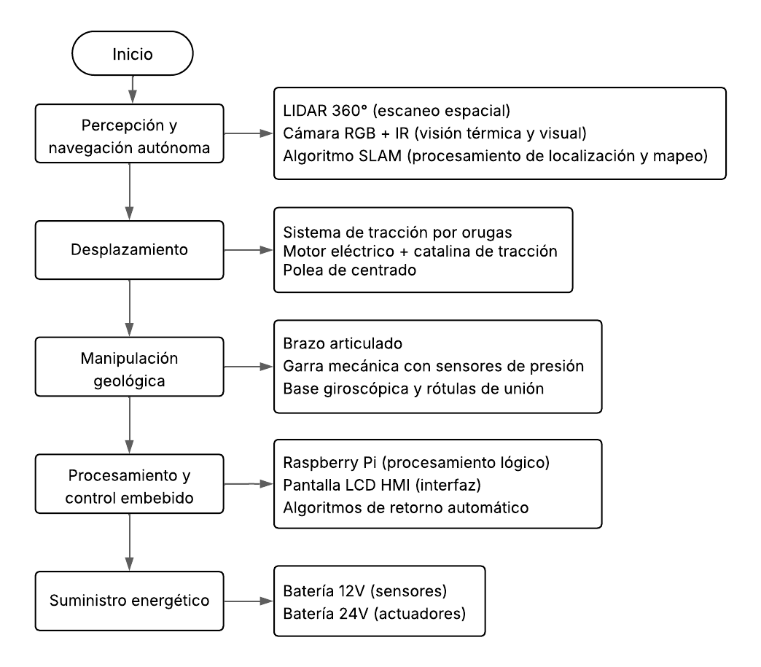 Inicio
Percepción y
navegación autónoma
LIDAR 360° (escaneo espacial)
Cámara RGB + IR (visión térmica y visual)
Algoritmo SLAM (procesamiento de localización y mapeo)
Desplazamiento
Sistema de tracción por orugas
Motor eléctrico + catalina de tracción
Polea de centrado
Manipulación
geológica
Brazo articulado
Garra mecánica con sensores de presión
Base giroscópica y rótulas de unión
Procesamiento y
control embebido
Raspberry Pi (procesamiento lógico)
Pantalla LCD HMI (interfaz)
Algoritmos de retorno automático
Suministro energético
Batería 12V (sensores)
Batería 24V (actuadores)